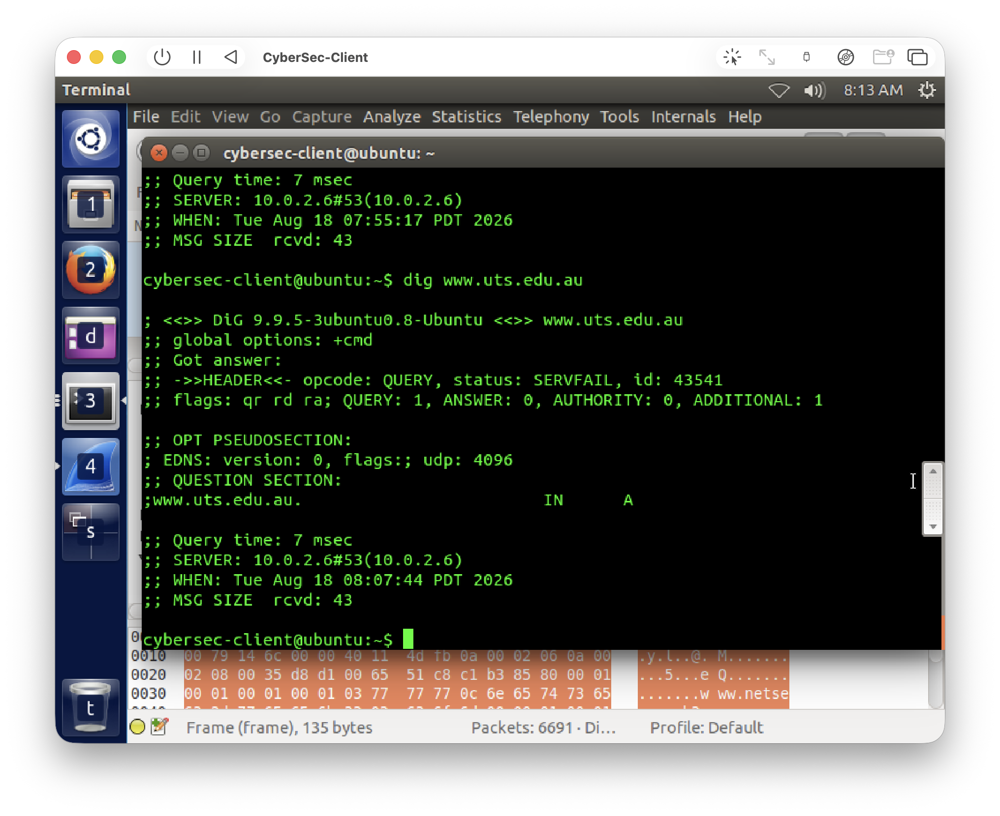 CyberSec-Client
Terminal
8:13 AM
File Edit View Go Capture Analyze Statistics Telephony Tools Internals Help
cybersec-client@ubuntu: ~
;; Query time: 7 msec
;; SERVER: 10.0.2.6#53(10.0.2.6)
;; WHEN: Tue Aug 18 07:55:17 PDT 2026
;; MSG SIZE  rcvd: 43
cybersec-client@ubuntu:~$ dig www.uts.edu.au
; <<>> DiG 9.9.5-3ubuntu0.8-Ubuntu <<>> www.uts.edu.au
;; global options: +cmd
;; Got answer:
;; ->>HEADER<<- opcode: QUERY, status: SERVFAIL, id: 43541
;; flags: qr rd ra; QUERY: 1, ANSWER: 0, AUTHORITY: 0, ADDITIONAL: 1
;; OPT PSEUDOSECTION:
; EDNS: version: 0, flags:; udp: 4096
;; QUESTION SECTION:
;www.uts.edu.au. IN A
;; Query time: 7 msec
;; SERVER: 10.0.2.6#53(10.0.2.6)
;; WHEN: Tue Aug 18 08:07:44 PDT 2026
;; MSG SIZE  rcvd: 43
cybersec-client@ubuntu:~$
0010 00 79 14 6c 00 00 40 11 4d fb 0a 00 02 06 0a 00 .y.l..@. M.......
0020 02 08 00 35 d8 d1 00 65 51 c8 c1 b3 85 80 00 01 ...5...e Q.......
0030 00 01 00 01 00 01 03 77 77 77 0c 6e 65 74 73 65 .......w ww.netse
Frame (frame), 135 bytes
Packets: 6691 · Di...
Profile: Default
1
2
d
3
4
s
t